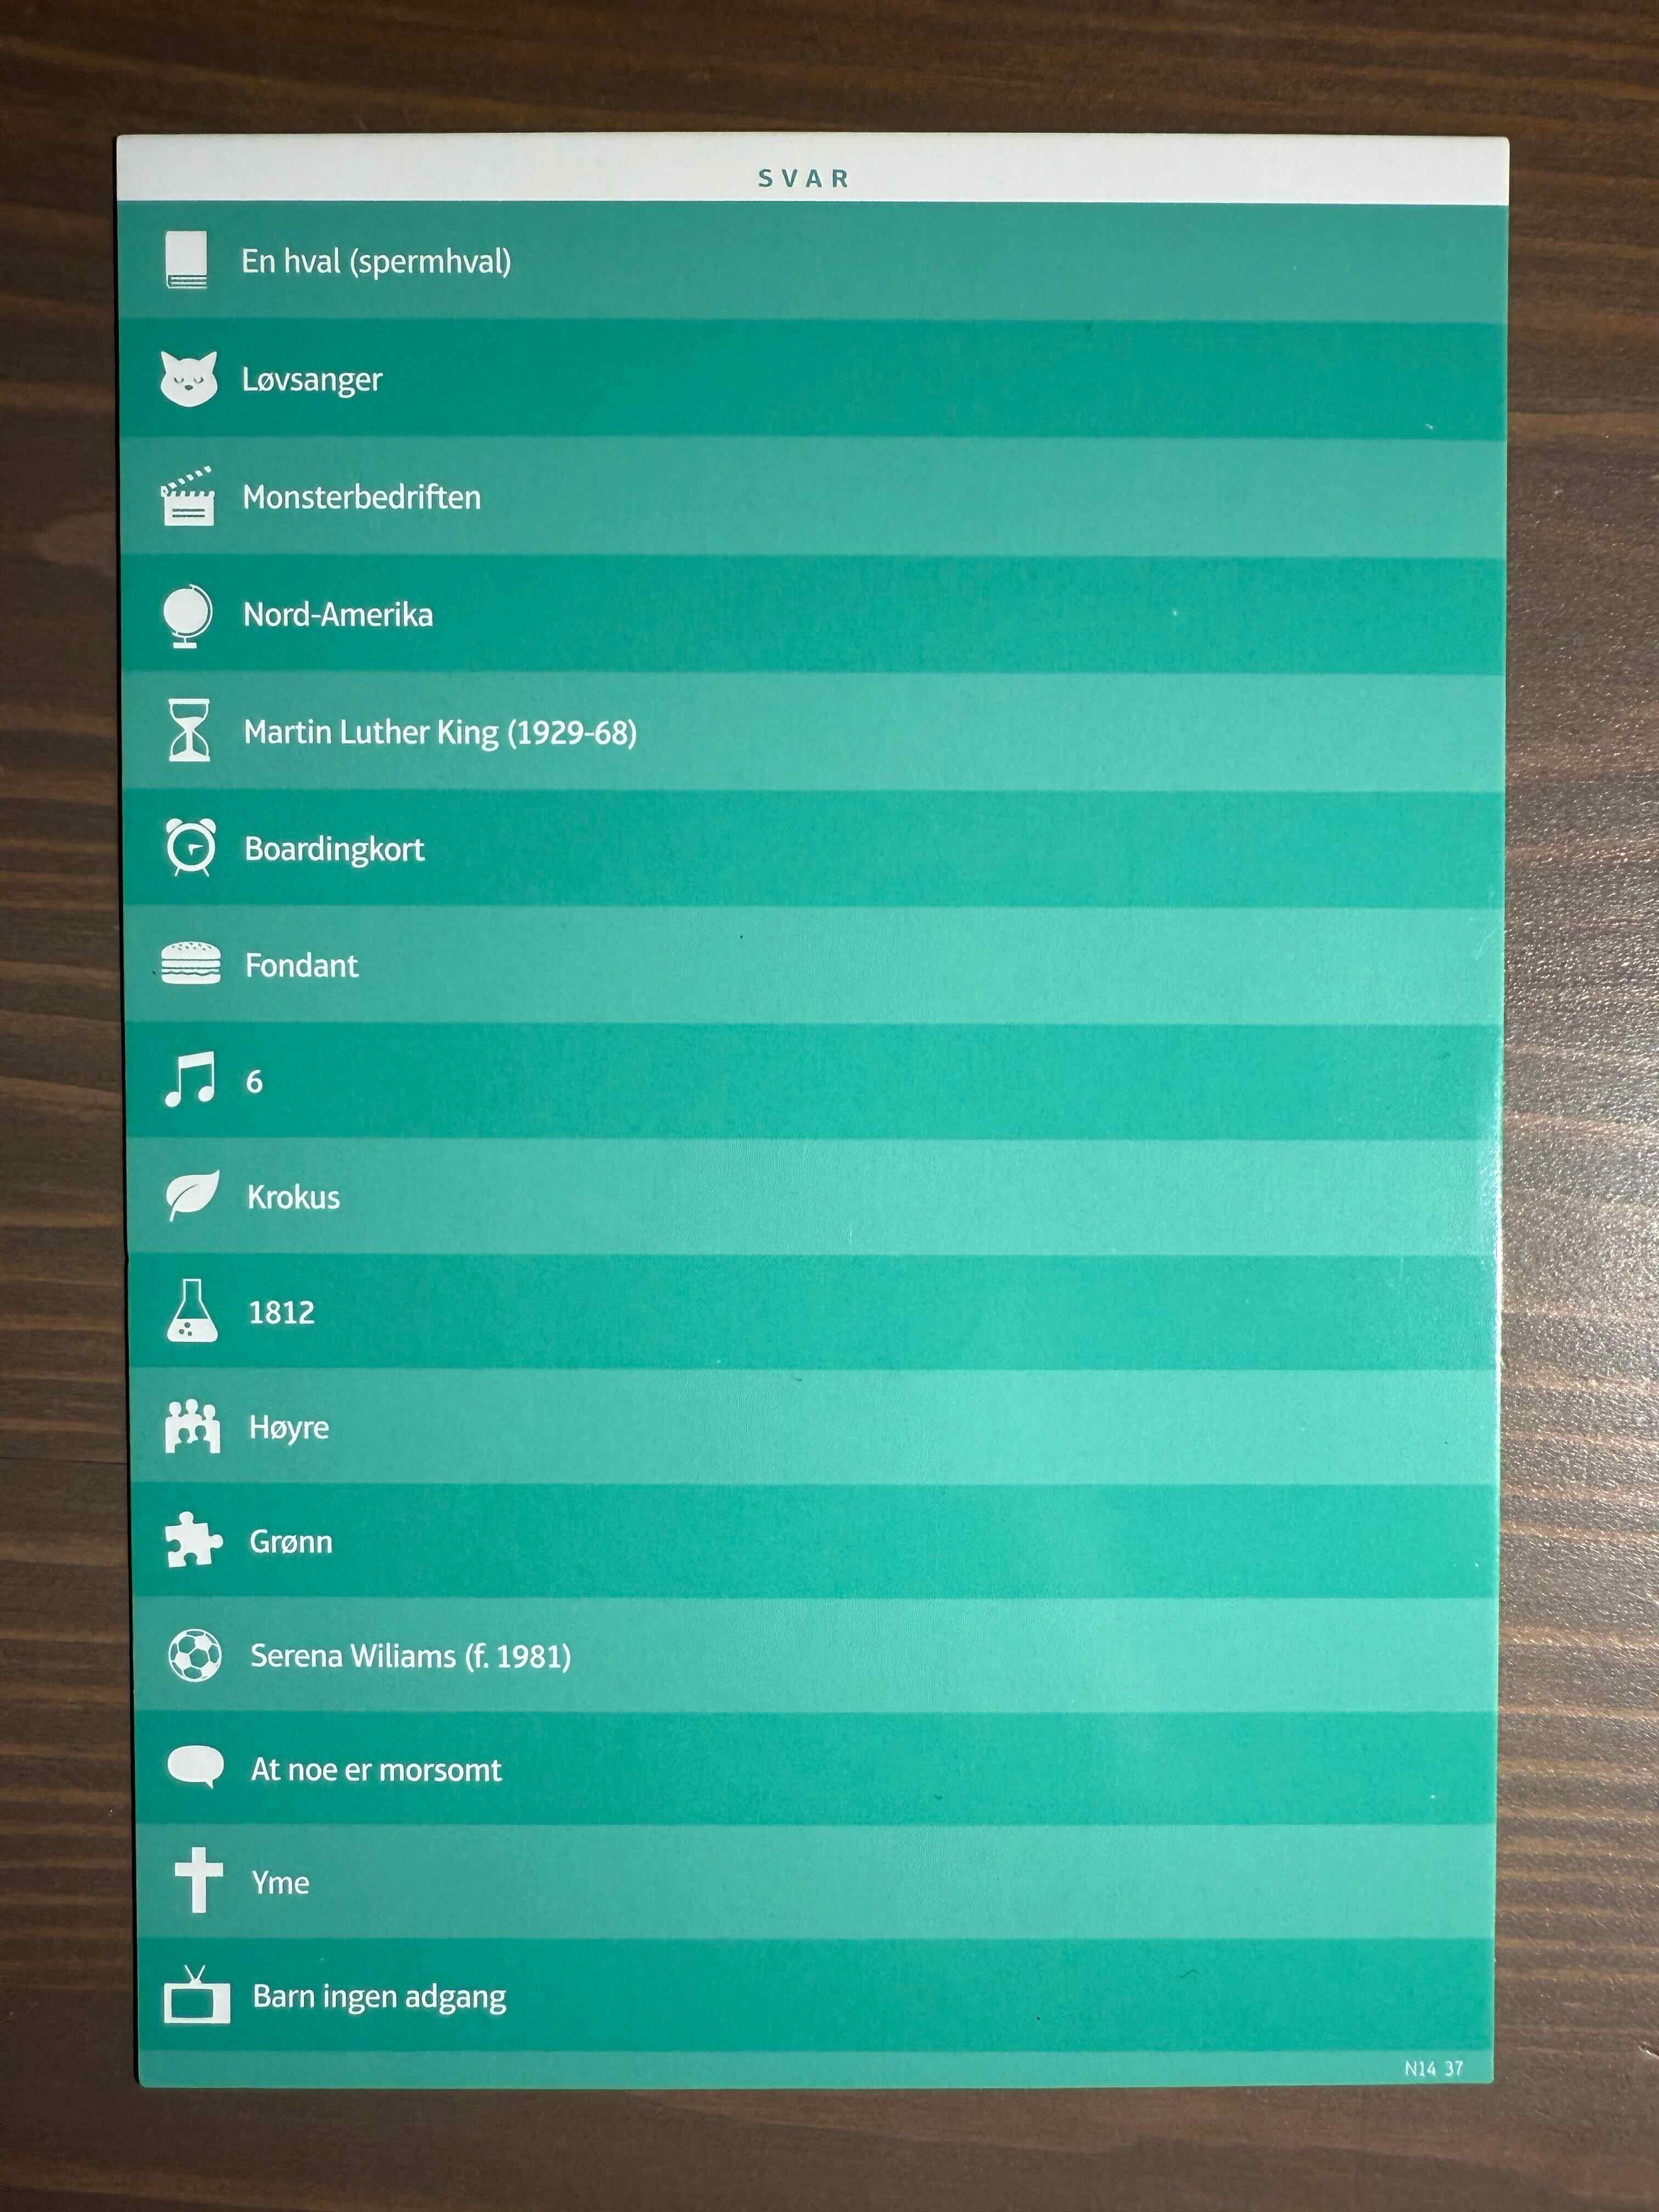 SVAR
En hval (spermhval)
Løvsanger
Monsterbedriften
Nord-Amerika
Martin Luther King (1929-68)
Boardingkort
Fondant
6
Krokus
1812
Høyre
Grønn
Serena Wiliams (f. 1981)
At noe er morsomt
Yme
Barn ingen adgang
N14 37